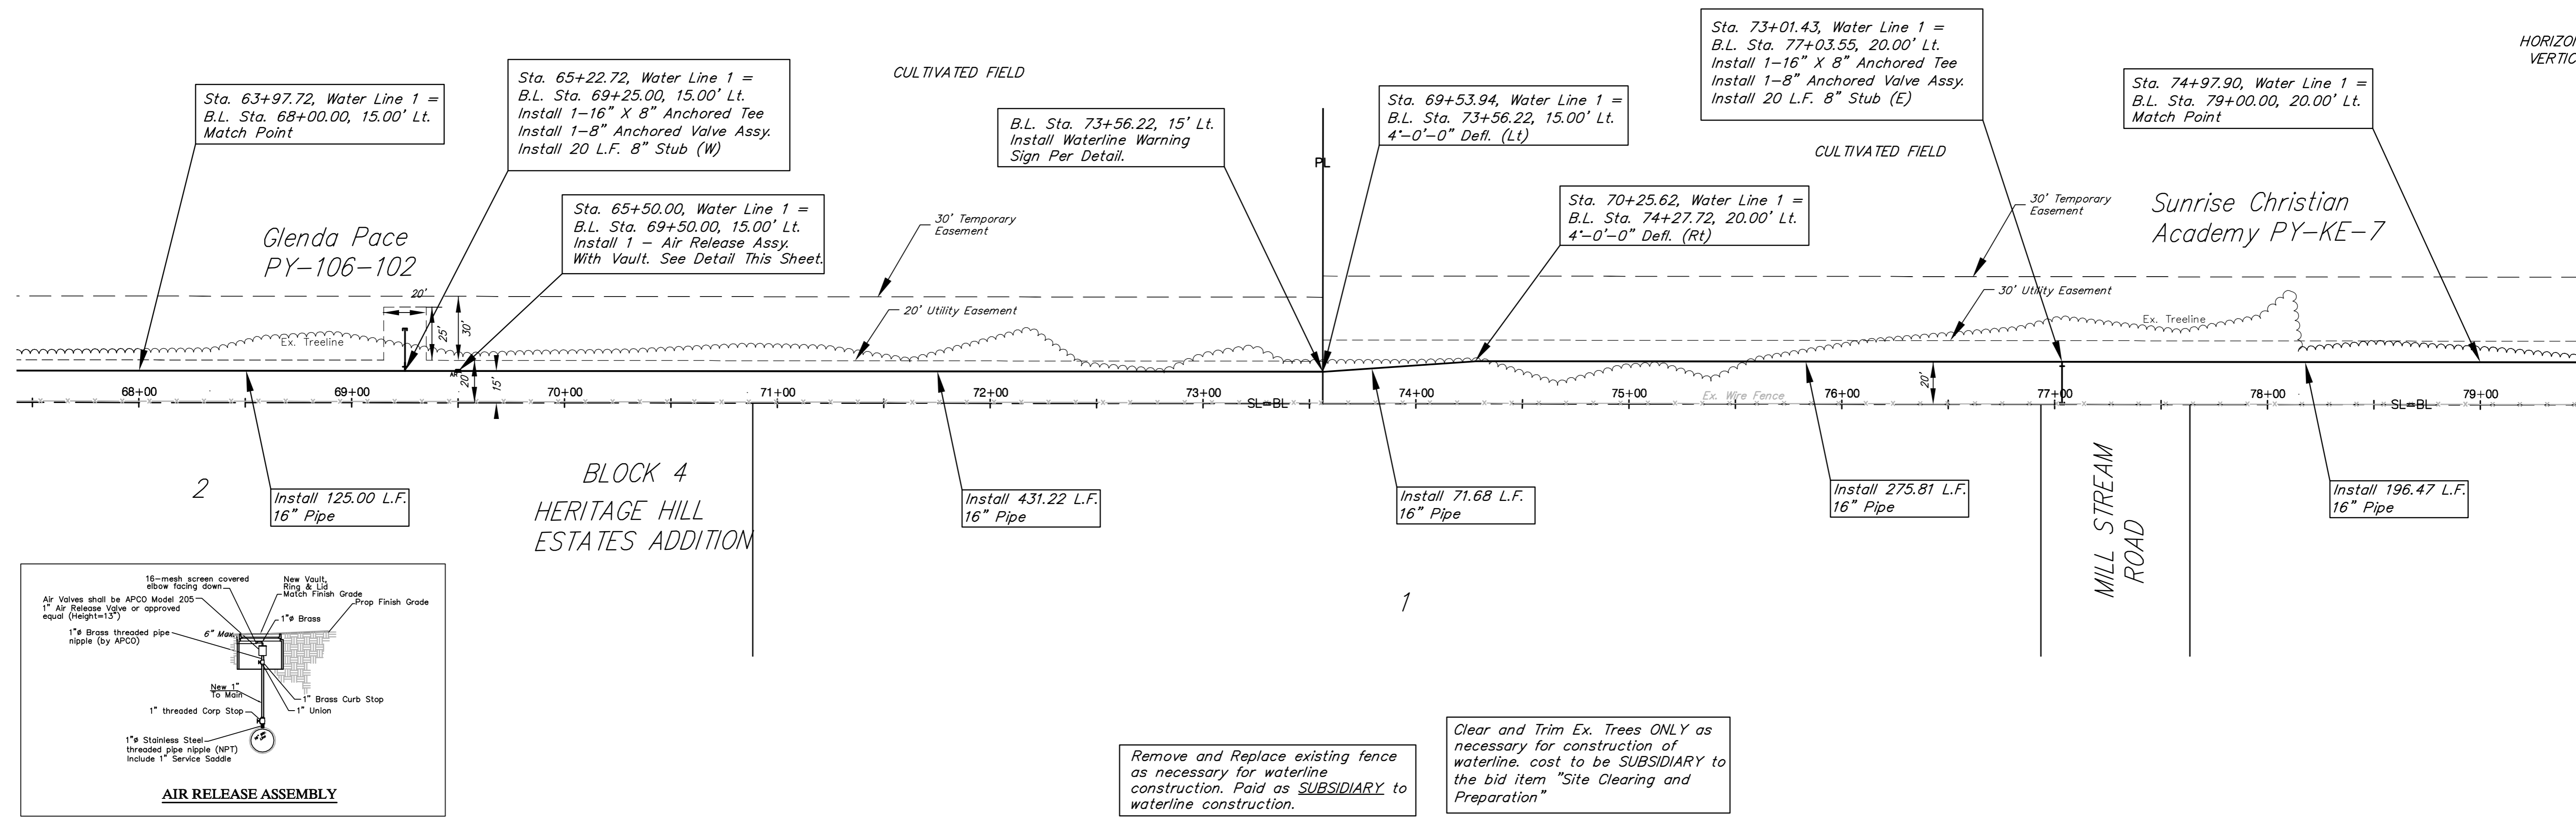 HORIZON
VERTIC
Sta. 63+97.72, Water Line 1 =
B.L. Sta. 68+00.00, 15.00' Lt.
Match Point
Sta. 65+22.72, Water Line 1 =
B.L. Sta. 69+25.00, 15.00' Lt.
Install 1-16" X 8" Anchored Tee
Install 1-8" Anchored Valve Assy.
Install 20 L.F. 8" Stub (W)
CULTIVATED FIELD
B.L. Sta. 73+56.22, 15' Lt.
Install Waterline Warning
Sign Per Detail.
PL
Sta. 69+53.94, Water Line 1 =
B.L. Sta. 73+56.22, 15.00' Lt.
4°-0'-0" Defl. (Lt)
Sta. 73+01.43, Water Line 1 =
B.L. Sta. 77+03.55, 20.00' Lt.
Install 1-16" X 8" Anchored Tee
Install 1-8" Anchored Valve Assy.
Install 20 L.F. 8" Stub (E)
CULTIVATED FIELD
Sta. 74+97.90, Water Line 1 =
B.L. Sta. 79+00.00, 20.00' Lt.
Match Point
Sta. 65+50.00, Water Line 1 =
B.L. Sta. 69+50.00, 15.00' Lt.
Install 1 - Air Release Assy.
With Vault. See Detail This Sheet.
Sta. 70+25.62, Water Line 1 =
B.L. Sta. 74+27.72, 20.00' Lt.
4°-0'-0" Defl. (Rt)
Glenda Pace
PY-106-102
30' Temporary
Easement
30' Temporary
Easement
Sunrise Christian
Academy PY-KE-7
20'
25'
30'
20' Utility Easement
30' Utility Easement
Ex. Treeline
Ex. Treeline
AR
20'
15'
20'
68+00
69+00
70+00
71+00
72+00
73+00
SL=BL
74+00
75+00
Ex. Wire Fence
76+00
77+00
78+00
SL=BL
79+00
2
Install 125.00 L.F.
16" Pipe
BLOCK 4
HERITAGE HILL
ESTATES ADDITION
Install 431.22 L.F.
16" Pipe
Install 71.68 L.F.
16" Pipe
Install 275.81 L.F.
16" Pipe
MILL STREAM
ROAD
Install 196.47 L.F.
16" Pipe
1
16-mesh screen covered
elbow facing down
New Vault,
Ring & Lid
Match Finish Grade
Prop Finish Grade
Air Valves shall be APCO Model 205
1" Air Release Valve or approved
equal (Height=13")
1"ø Brass
1"ø Brass threaded pipe
nipple (by APCO)
6" Max.
New 1"
To Main
1" Brass Curb Stop
1" Union
1" threaded Corp Stop
1"ø Stainless Steel
threaded pipe nipple (NPT)
Include 1" Service Saddle
AIR RELEASE ASSEMBLY
Remove and Replace existing fence
as necessary for waterline
construction. Paid as SUBSIDIARY to
waterline construction.
Clear and Trim Ex. Trees ONLY as
necessary for construction of
waterline. cost to be SUBSIDIARY to
the bid item "Site Clearing and
Preparation"